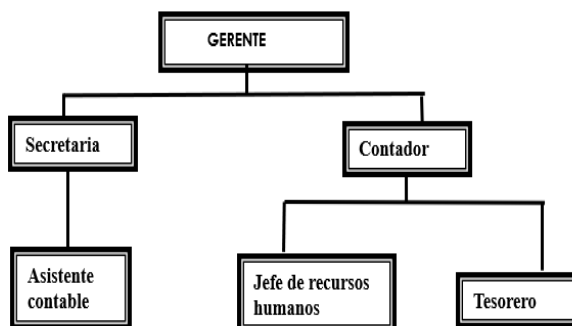 GERENTE
Secretaria
Contador
Asistente
contable
Jefe de recursos
humanos
Tesorero